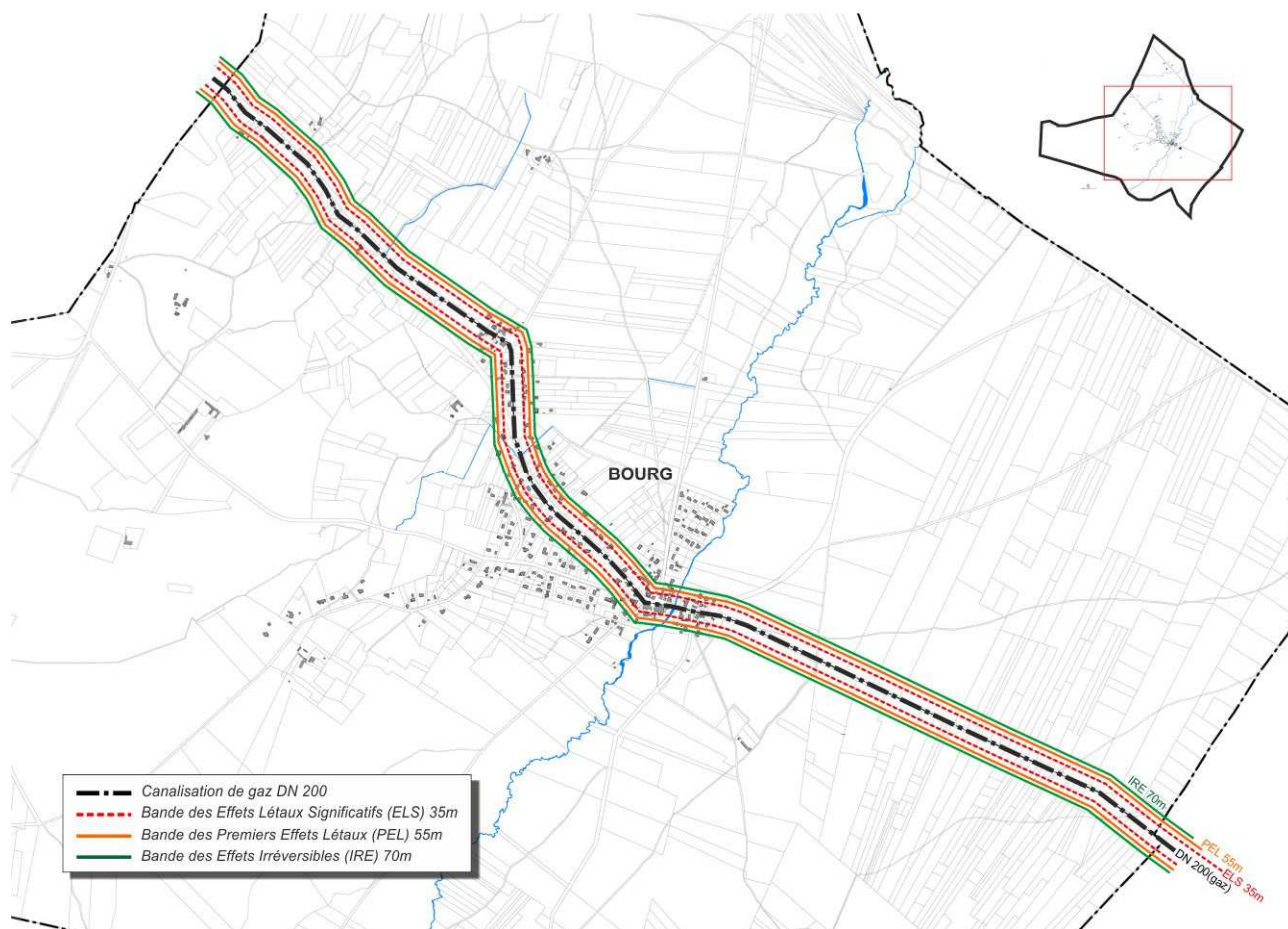 BOURG
Canalisation de gaz DN 200
Bande des Effets Létaux Significatifs (ELS) 35m
Bande des Premiers Effets Létaux (PEL) 55m
Bande des Effets Irréversibles (IRE) 70m
IRE 70m
PEL 55m
ELS 35m
DN 200(gaz)